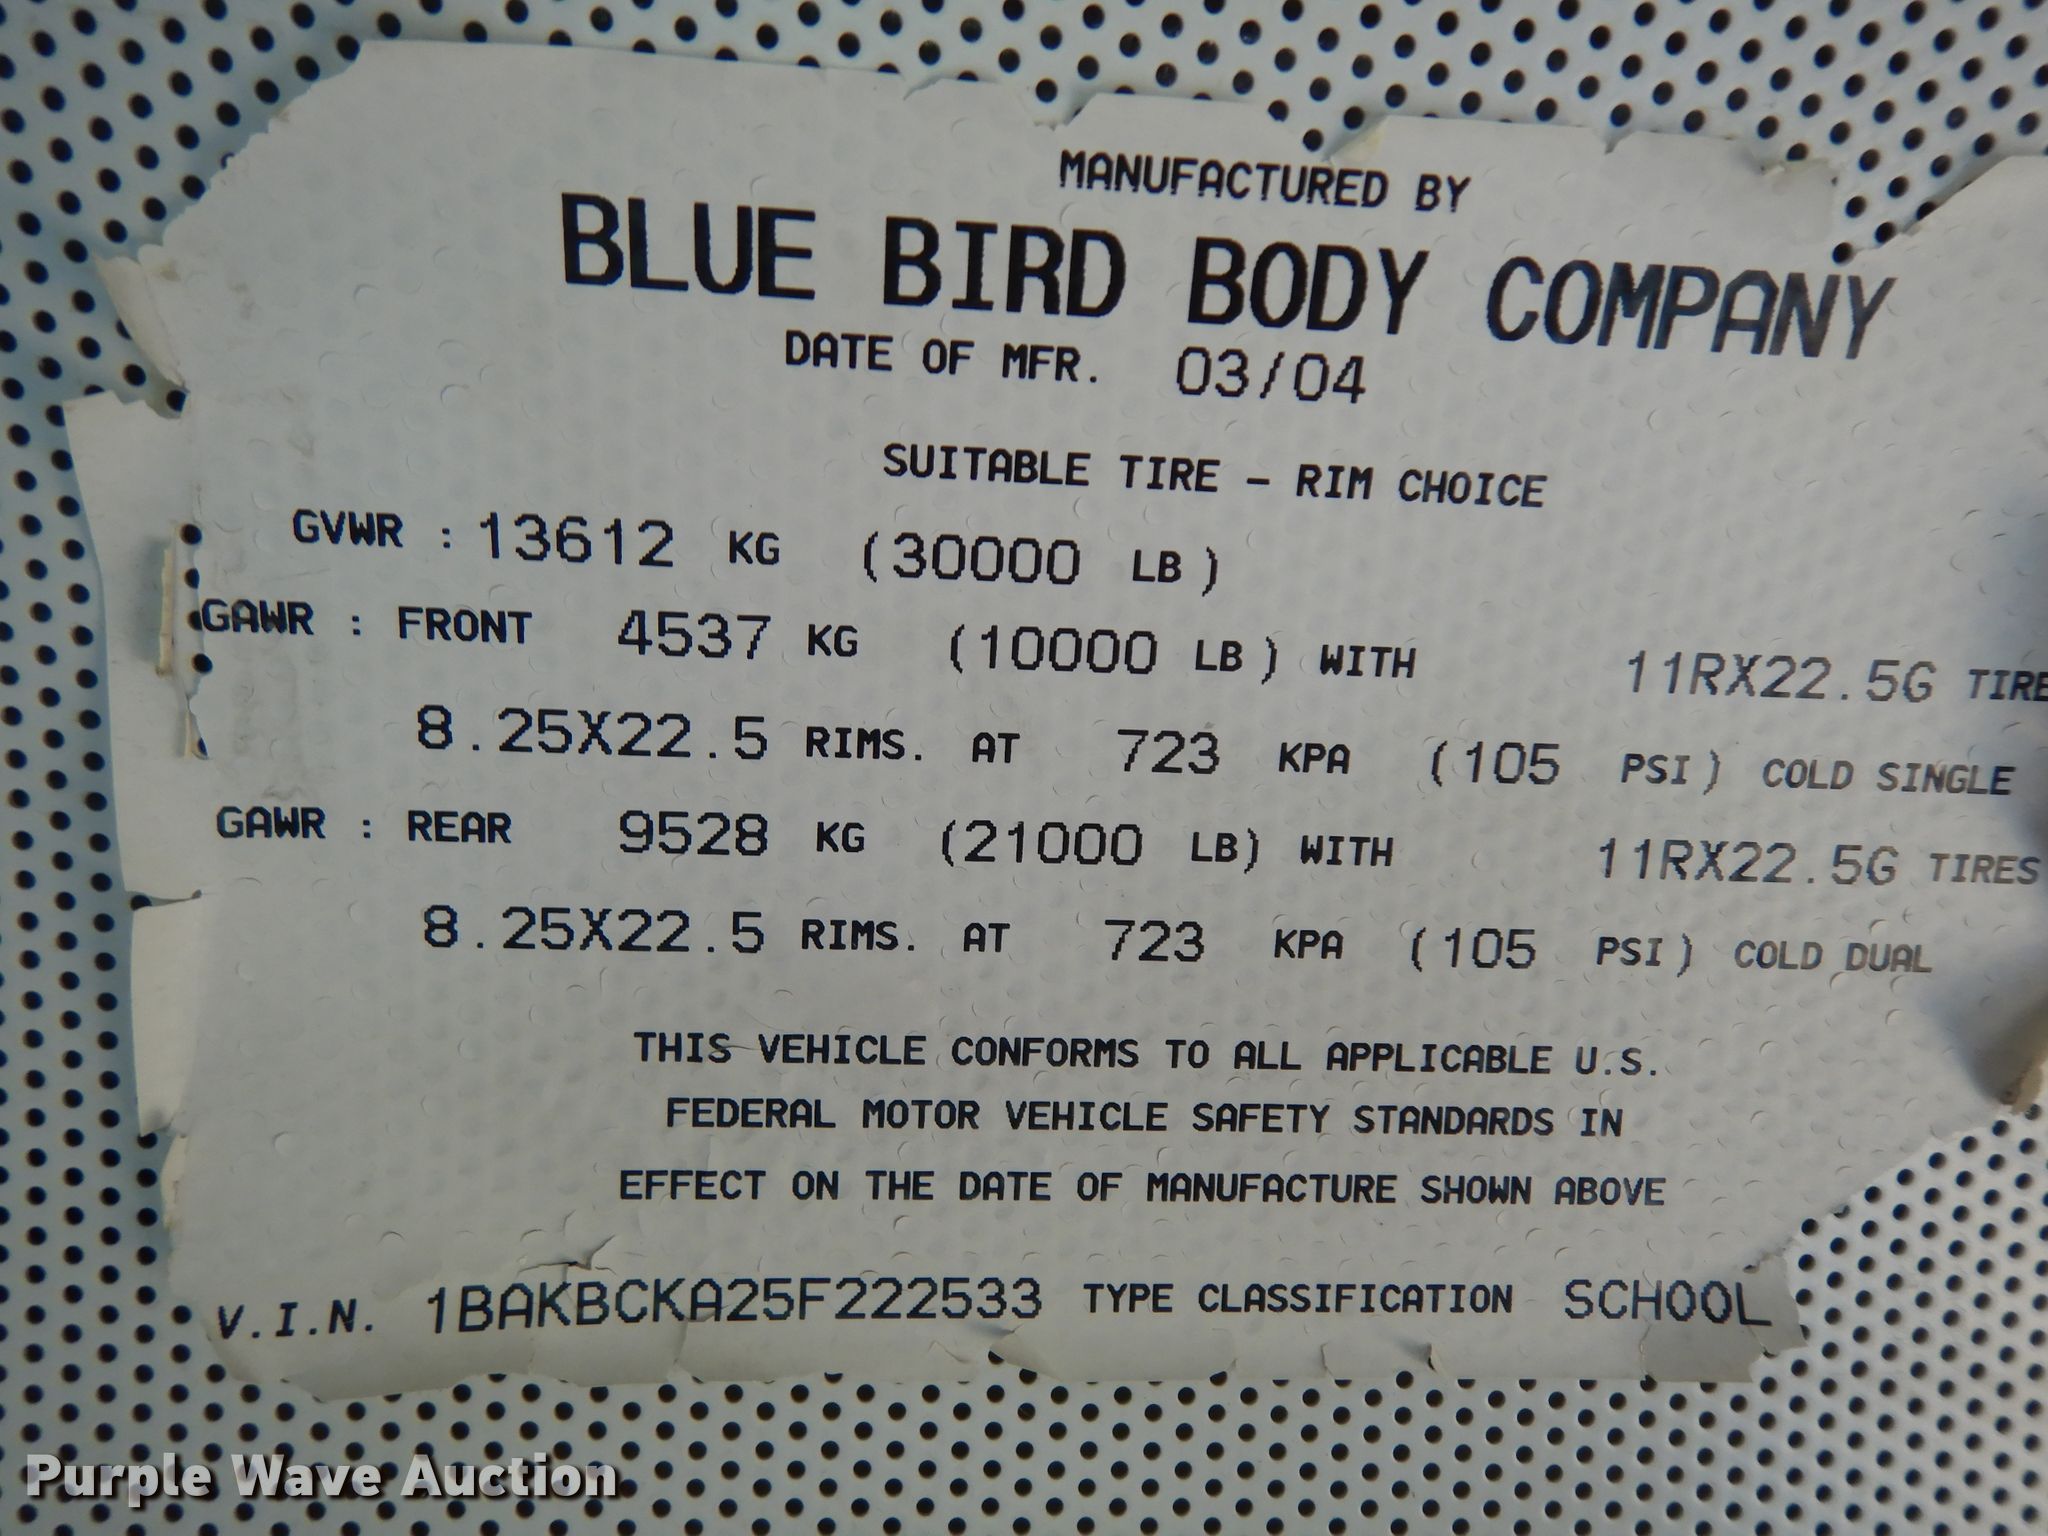 MANUFACTURED BY
BLUE BIRD BODY COMPANY
DATE OF MFR. 03/04
SUITABLE TIRE - RIM CHOICE
GVWR : 13612 KG (30000 LB)
GAWR : FRONT 4537 KG (10000 LB) WITH 11RX22.5G TIRE
8.25X22.5 RIMS. AT 723 KPA (105 PSI) COLD SINGLE
GAWR : REAR 9528 KG (21000 LB) WITH 11RX22.5G TIRES
8.25X22.5 RIMS. AT 723 KPA (105 PSI) COLD DUAL
THIS VEHICLE CONFORMS TO ALL APPLICABLE U.S.
FEDERAL MOTOR VEHICLE SAFETY STANDARDS IN
EFFECT ON THE DATE OF MANUFACTURE SHOWN ABOVE
V.I.N. 1BAKBCKA25F222533 TYPE CLASSIFICATION SCHOOL
Purple Wave Auction